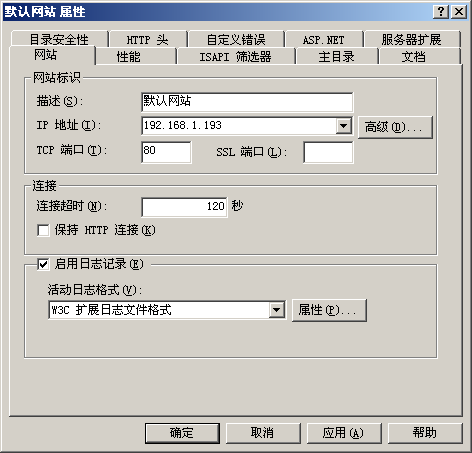 默认网站 属性
目录安全性 HTTP 头 自定义错误 ASP.NET 服务器扩展
网站 性能 ISAPI 筛选器 主目录 文档
网站标识
描述(S): 默认网站
IP 地址(I): 192.168.1.193 高级(D)...
TCP 端口(T): 80 SSL 端口(L):
连接
连接超时(N): 120 秒
保持 HTTP 连接(K)
启用日志记录(E)
活动日志格式(V):
W3C 扩展日志文件格式 属性(P)...
确定 取消 应用(A) 帮助